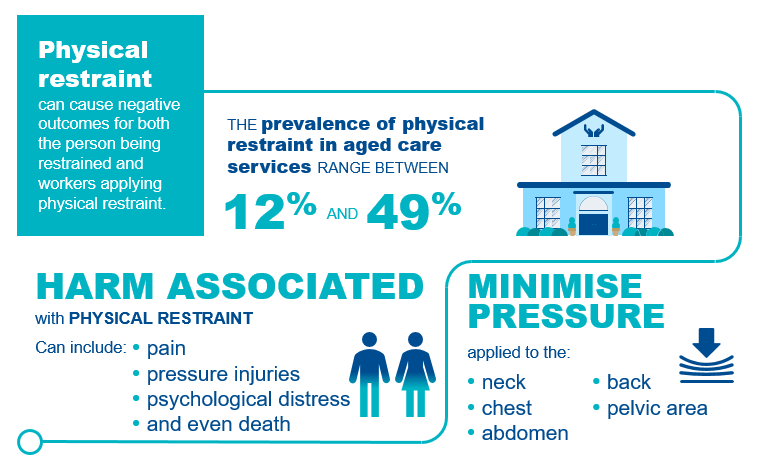 Physical
restraint
can cause negative
outcomes for both
the person being
restrained and
workers applying
physical restraint.
THE prevalence of physical
restraint in aged care
services RANGE BETWEEN
12% AND 49%
HARM ASSOCIATED
with PHYSICAL RESTRAINT
Can include: • pain
• pressure injuries
• psychological distress
• and even death
MINIMISE
PRESSURE
applied to the:
• neck
• chest
• abdomen
• back
• pelvic area